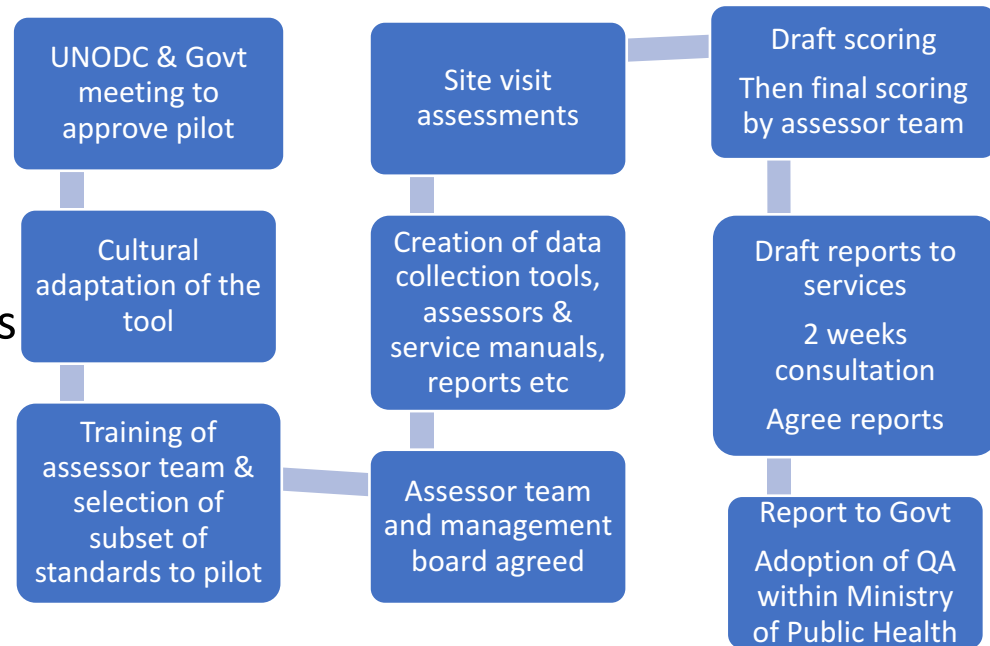 UNODC & Govt
meeting to
approve pilot
Cultural
adaptation of the
tool
s
Training of
assessor team &
selection of
subset of
standards to pilot
Assessor team
and management
board agreed
Creation of data
collection tools,
assessors &
service manuals,
reports etc
Site visit
assessments
Draft scoring
Then final scoring
by assessor team
Draft reports to
services
2 weeks
consultation
Agree reports
Report to Govt
Adoption of QA
within Ministry
of Public Health